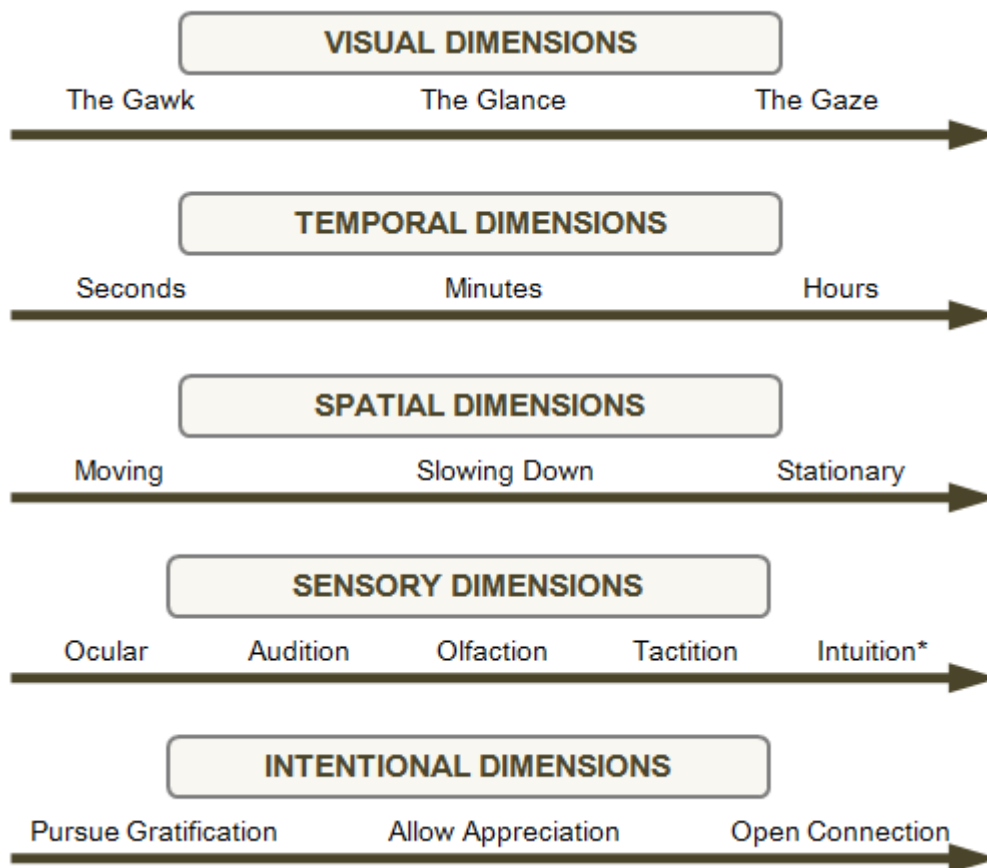 VISUAL DIMENSIONS
The Gawk The Glance The Gaze
TEMPORAL DIMENSIONS
Seconds Minutes Hours
SPATIAL DIMENSIONS
Moving Slowing Down Stationary
SENSORY DIMENSIONS
Ocular Audition Olfaction Tactition Intuition*
INTENTIONAL DIMENSIONS
Pursue Gratification Allow Appreciation Open Connection